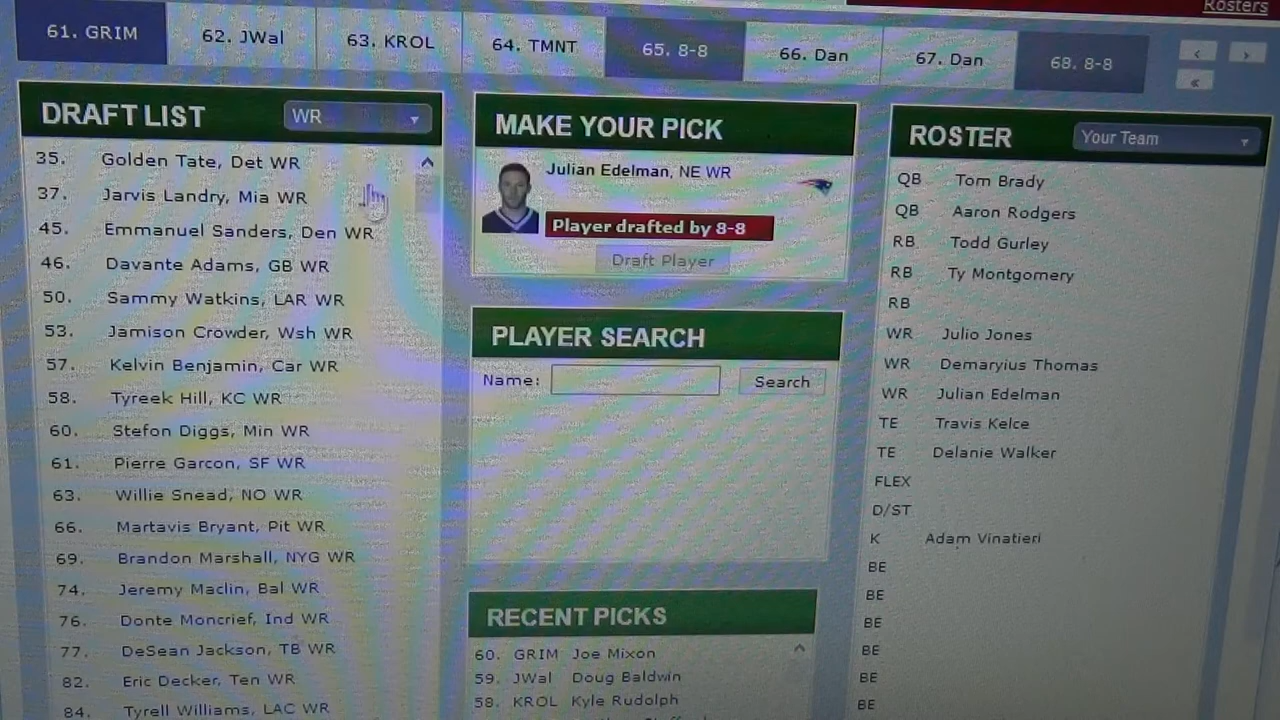 Rosters
61. GRIM
62. JWal
63. KROL
64. TMNT
65. 8-8
66. Dan
67. Dan
68. 8-8
DRAFT LIST
WR
35. Golden Tate, Det WR
37. Jarvis Landry, Mia WR
45. Emmanuel Sanders, Den WR
46. Davante Adams, GB WR
50. Sammy Watkins, LAR WR
53. Jamison Crowder, Wsh WR
57. Kelvin Benjamin, Car WR
58. Tyreek Hill, KC WR
60. Stefon Diggs, Min WR
61. Pierre Garcon, SF WR
63. Willie Snead, NO WR
66. Martavis Bryant, Pit WR
69. Brandon Marshall, NYG WR
74. Jeremy Maclin, Bal WR
76. Donte Moncrief, Ind WR
77. DeSean Jackson, TB WR
82. Eric Decker, Ten WR
84. Tyrell Williams, LAC WR
MAKE YOUR PICK
Julian Edelman, NE WR
Player drafted by 8-8
Draft Player
PLAYER SEARCH
Name:
Search
RECENT PICKS
60. GRIM Joe Mixon
59. JWal Doug Baldwin
58. KROL Kyle Rudolph
ROSTER
Your Team
QB Tom Brady
QB Aaron Rodgers
RB Todd Gurley
RB Ty Montgomery
RB
WR Julio Jones
WR Demaryius Thomas
WR Julian Edelman
TE Travis Kelce
TE Delanie Walker
FLEX
D/ST
K Adam Vinatieri
BE
BE
BE
BE
BE
BE